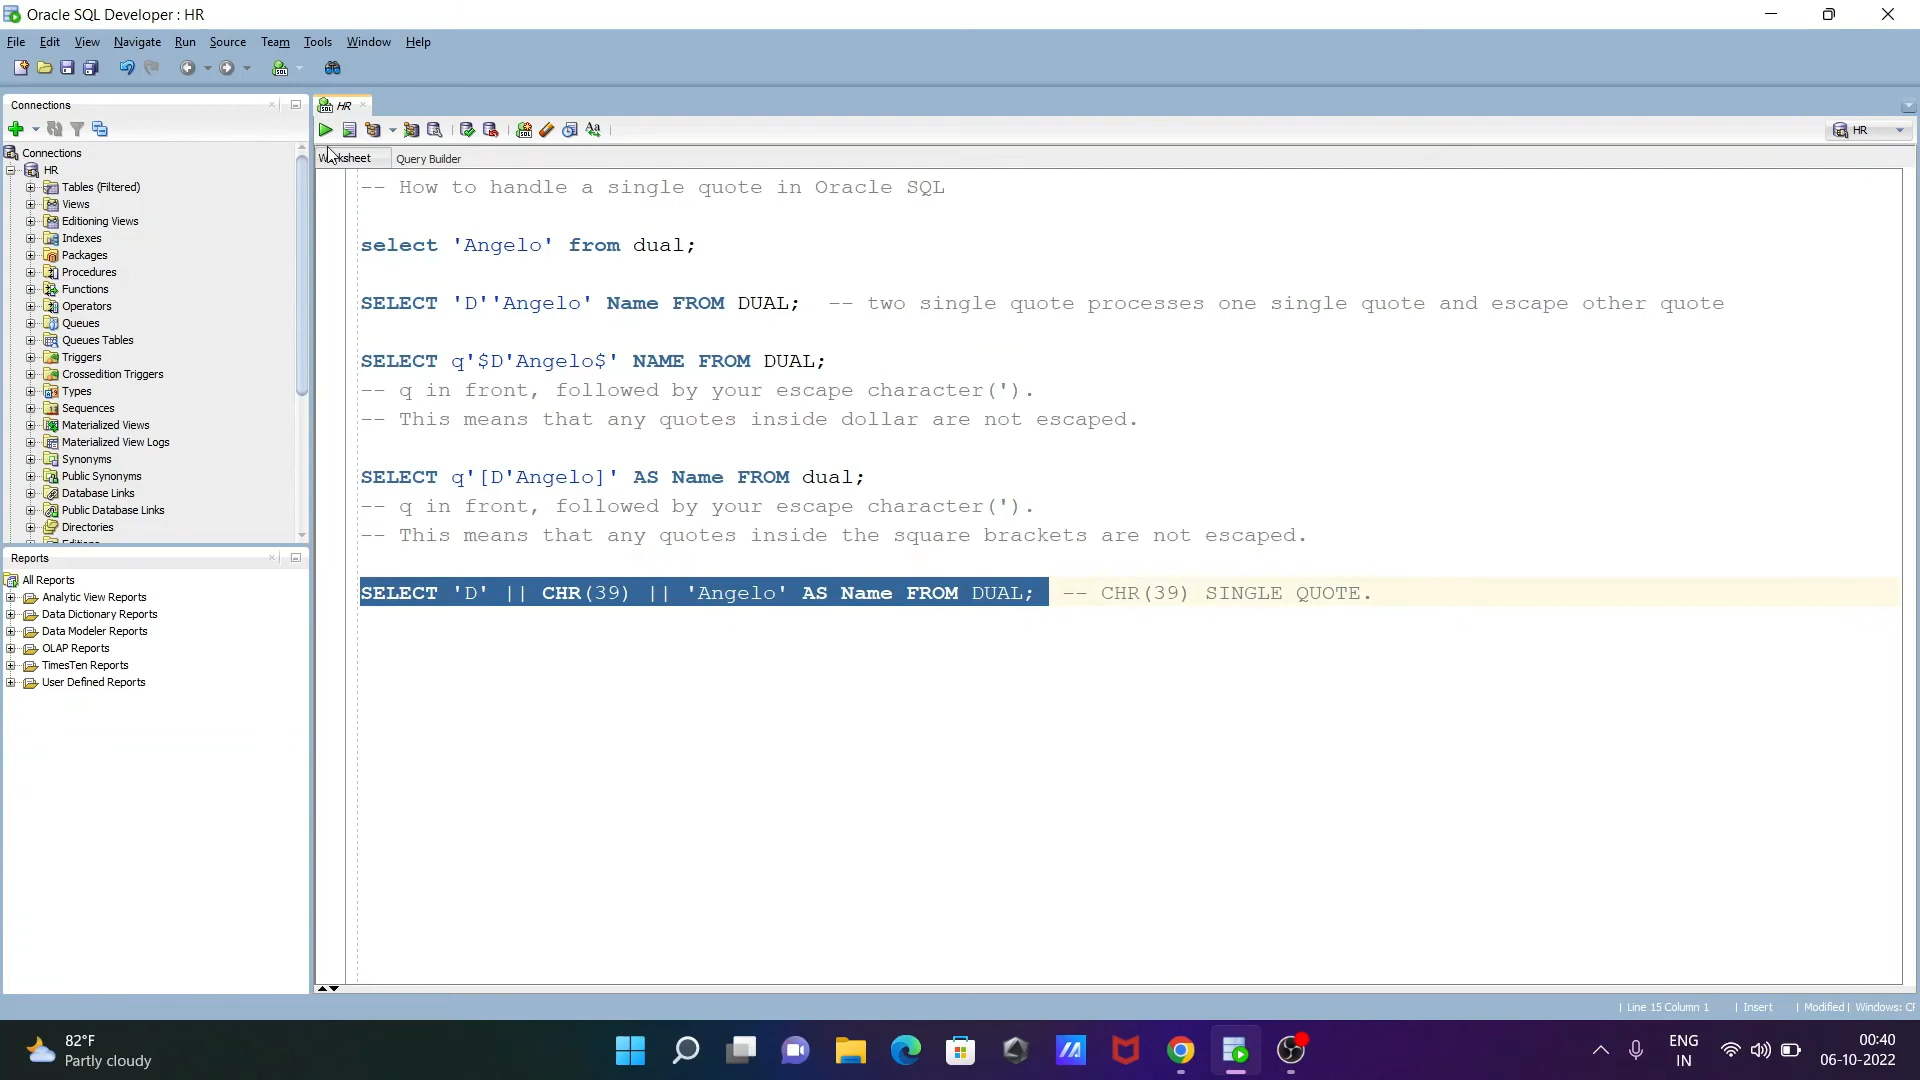 Oracle SQL Developer : HR
File Edit View Navigate Run Source Team Tools Window Help
Connections
HR
HR
Worksheet Query Builder
Connections
HR
Tables (Filtered)
Views
Editioning Views
Indexes
Packages
Procedures
Functions
Operators
Queues
Queues Tables
Triggers
Crossedition Triggers
Types
Sequences
Materialized Views
Materialized View Logs
Synonyms
Public Synonyms
Database Links
Public Database Links
Directories
Reports
All Reports
Analytic View Reports
Data Dictionary Reports
Data Modeler Reports
OLAP Reports
TimesTen Reports
User Defined Reports
-- How to handle a single quote in Oracle SQL
select 'Angelo' from dual;
SELECT 'D''Angelo' Name FROM DUAL; -- two single quote processes one single quote and escape other quote
SELECT q'$D'Angelo$' NAME FROM DUAL;
-- q in front, followed by your escape character(').
-- This means that any quotes inside dollar are not escaped.
SELECT q'[D'Angelo]' AS Name FROM dual;
-- q in front, followed by your escape character(').
-- This means that any quotes inside the square brackets are not escaped.
SELECT 'D' || CHR(39) || 'Angelo' AS Name FROM DUAL; -- CHR(39) SINGLE QUOTE.
| Line 15 Column 1 | Insert | Modified | Windows: CF
82°F
Partly cloudy
ENG
IN
00:40
06-10-2022